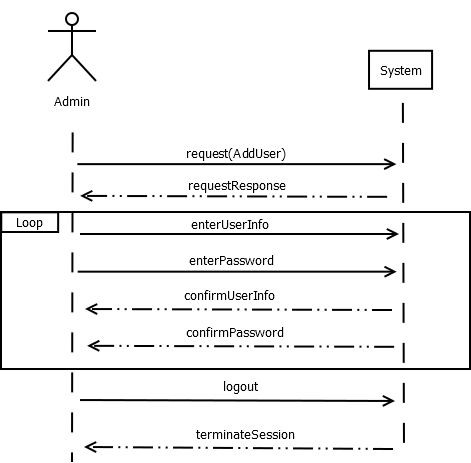 System
Admin
request(AddUser)
requestResponse
Loop
enterUserInfo
enterPassword
confirmUserInfo
confirmPassword
logout
terminateSession